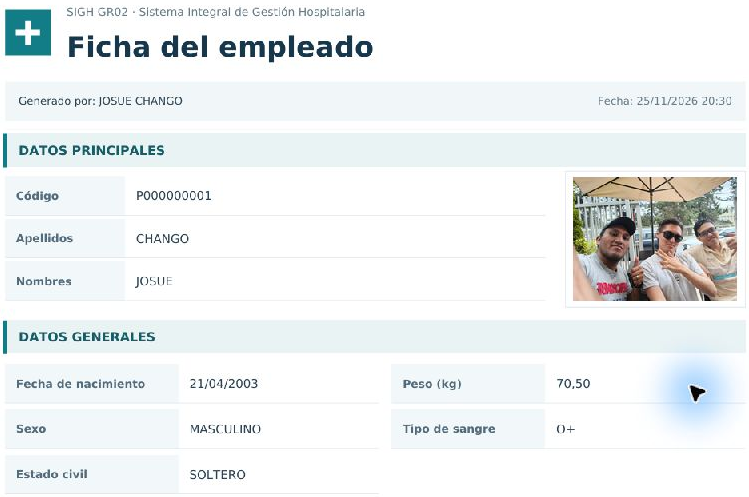 SIGH GR02 · Sistema Integral de Gestión Hospitalaria
Ficha del empleado
Generado por: JOSUE CHANGO
Fecha: 25/11/2026 20:30
DATOS PRINCIPALES
Código P000000001
Apellidos CHANGO
Nombres JOSUE
DATOS GENERALES
Fecha de nacimiento 21/04/2003
Peso (kg) 70,50
Sexo MASCULINO
Tipo de sangre O+
Estado civil SOLTERO